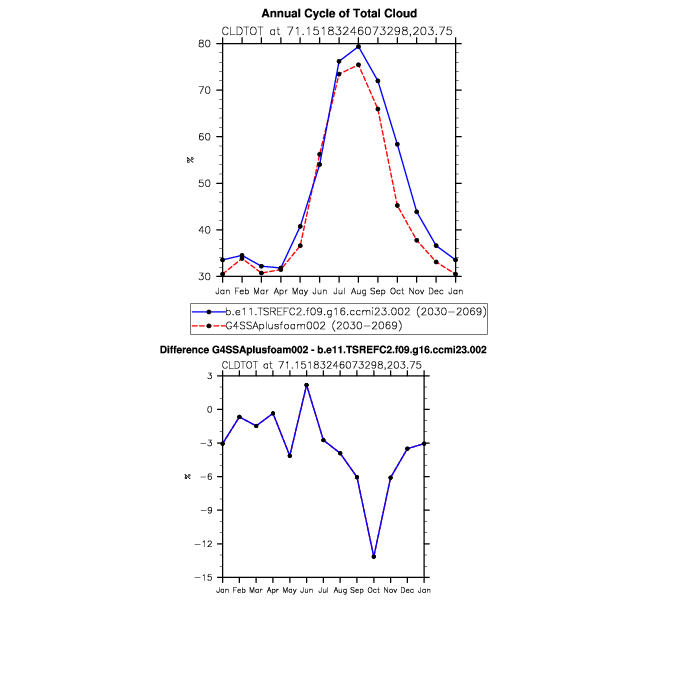 Annual Cycle of Total Cloud
CLDTOT at 71.15183246073298,203.75
80
70
60
50
40
30
%
Jan Feb Mar Apr May Jun Jul Aug Sep Oct Nov Dec Jan
b.e11.TSREFC2.f09.g16.ccmi23.002 (2030-2069)
G4SSAplusfoam002 (2030-2069)
Difference G4SSAplusfoam002 - b.e11.TSREFC2.f09.g16.ccmi23.002
CLDTOT at 71.15183246073298,203.75
3
0
-3
-6
-9
-12
-15
%
Jan Feb Mar Apr May Jun Jul Aug Sep Oct Nov Dec Jan